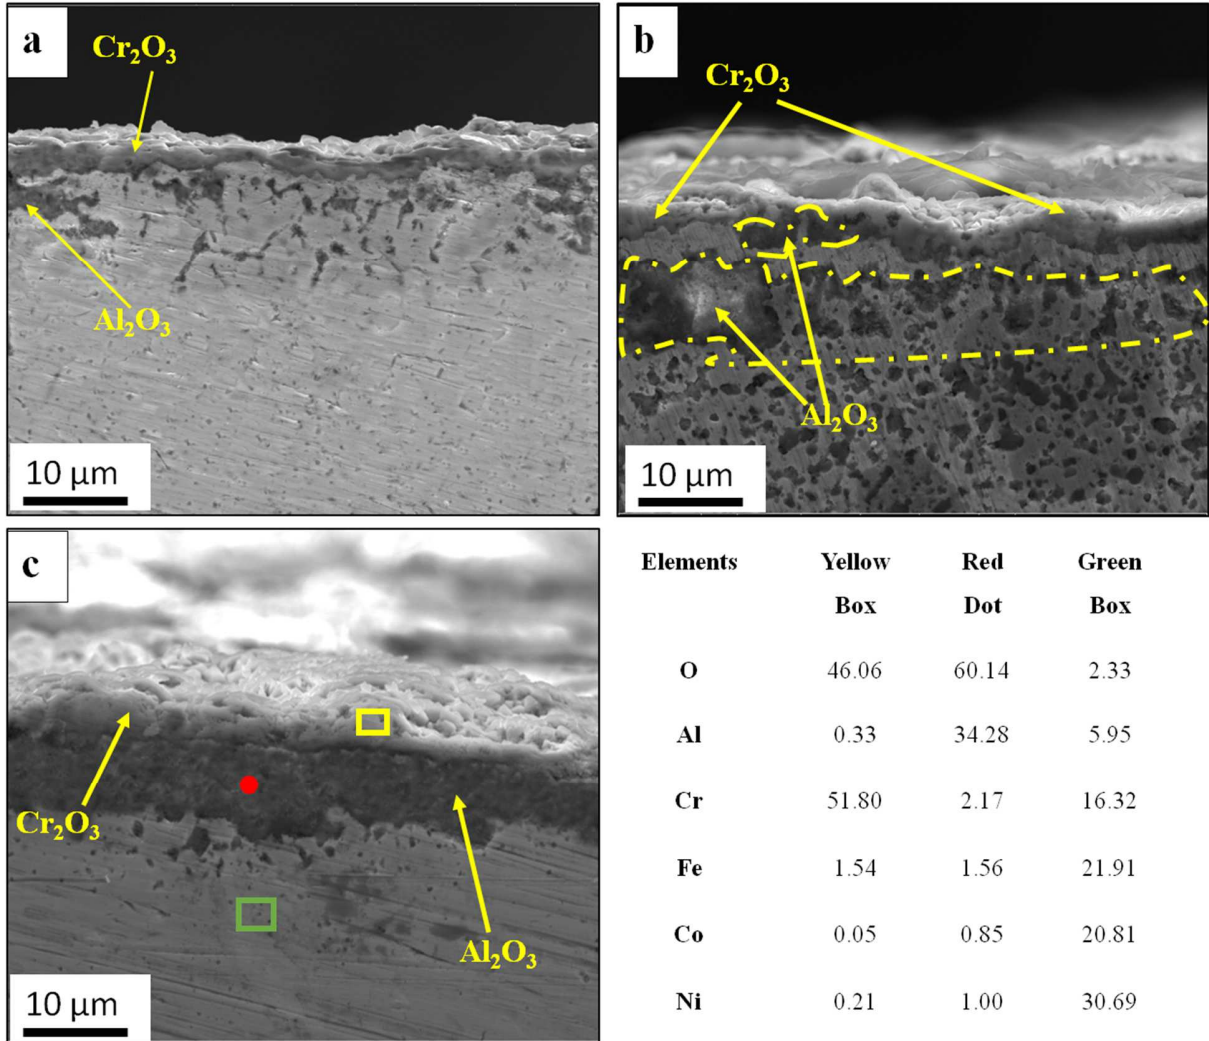 a
Cr₂O₃
Al₂O₃
10 μm
b
Cr₂O₃
Al₂O₃
10 μm
c
Cr₂O₃
Al₂O₃
10 μm
Elements Yellow Box Red Dot Green Box
O 46.06 60.14 2.33
Al 0.33 34.28 5.95
Cr 51.80 2.17 16.32
Fe 1.54 1.56 21.91
Co 0.05 0.85 20.81
Ni 0.21 1.00 30.69